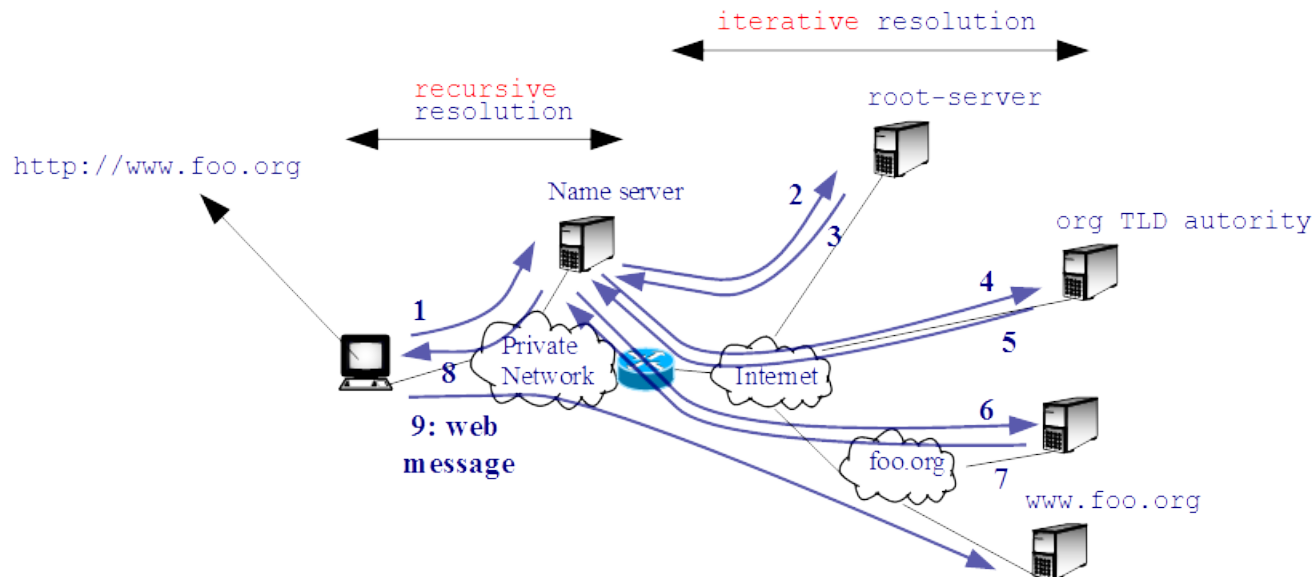 iterative resolution
recursive
resolution
root-server
http://www.foo.org
Name server
2
3
org TLD autority
1
4
5
Private
Network
8
Internet
6
9: web
message
foo.org
7
www.foo.org